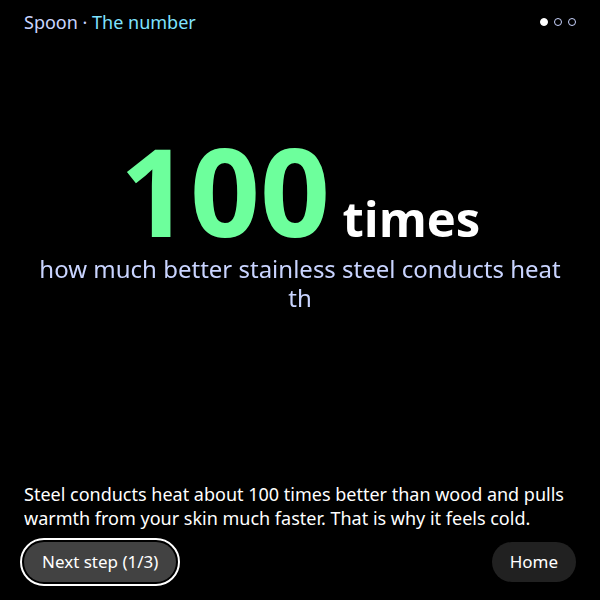 Spoon · The number
100 times
how much better stainless steel conducts heat
th
Steel conducts heat about 100 times better than wood and pulls
warmth from your skin much faster. That is why it feels cold.
Next step (1/3)
Home